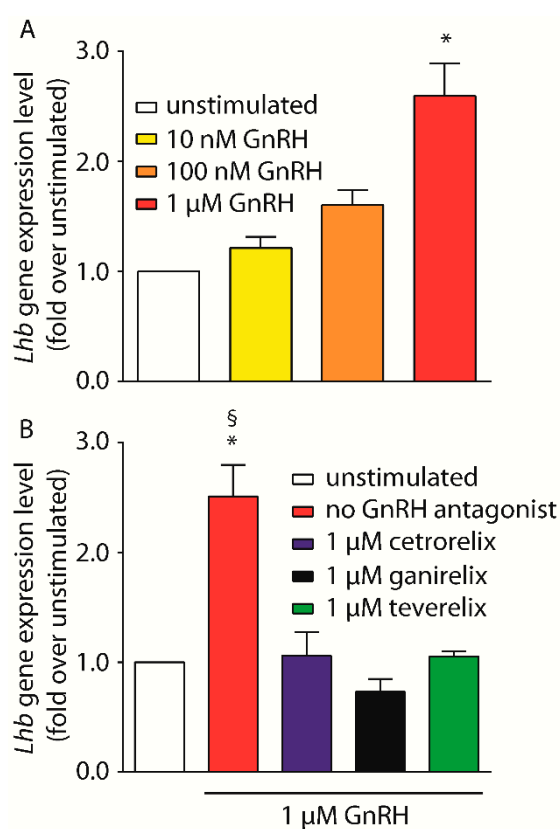 A
Lhb gene expression level
(fold over unstimulated)
3.0
2.0
1.0
0.0
*
unstimulated
10 nM GnRH
100 nM GnRH
1 µM GnRH
B
Lhb gene expression level
(fold over unstimulated)
3.0
2.0
1.0
0.0
§
*
unstimulated
no GnRH antagonist
1 µM cetrorelix
1 µM ganirelix
1 µM teverelix
1 µM GnRH